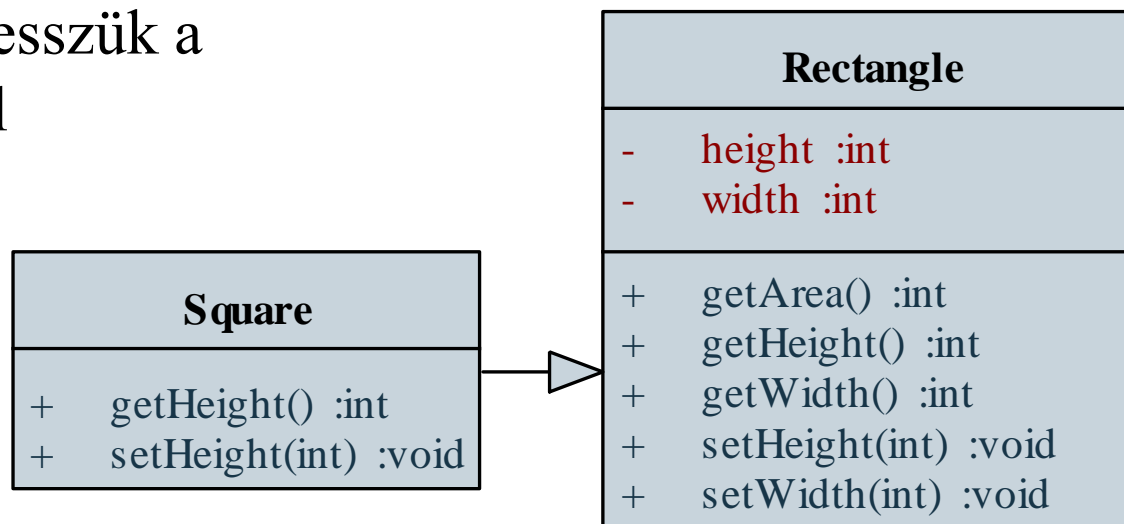 esszük a
Rectangle
- height :int
- width :int
+ getArea() :int
+ getHeight() :int
+ getWidth() :int
+ setHeight(int) :void
+ setWidth(int) :void
Square
+ getHeight() :int
+ setHeight(int) :void